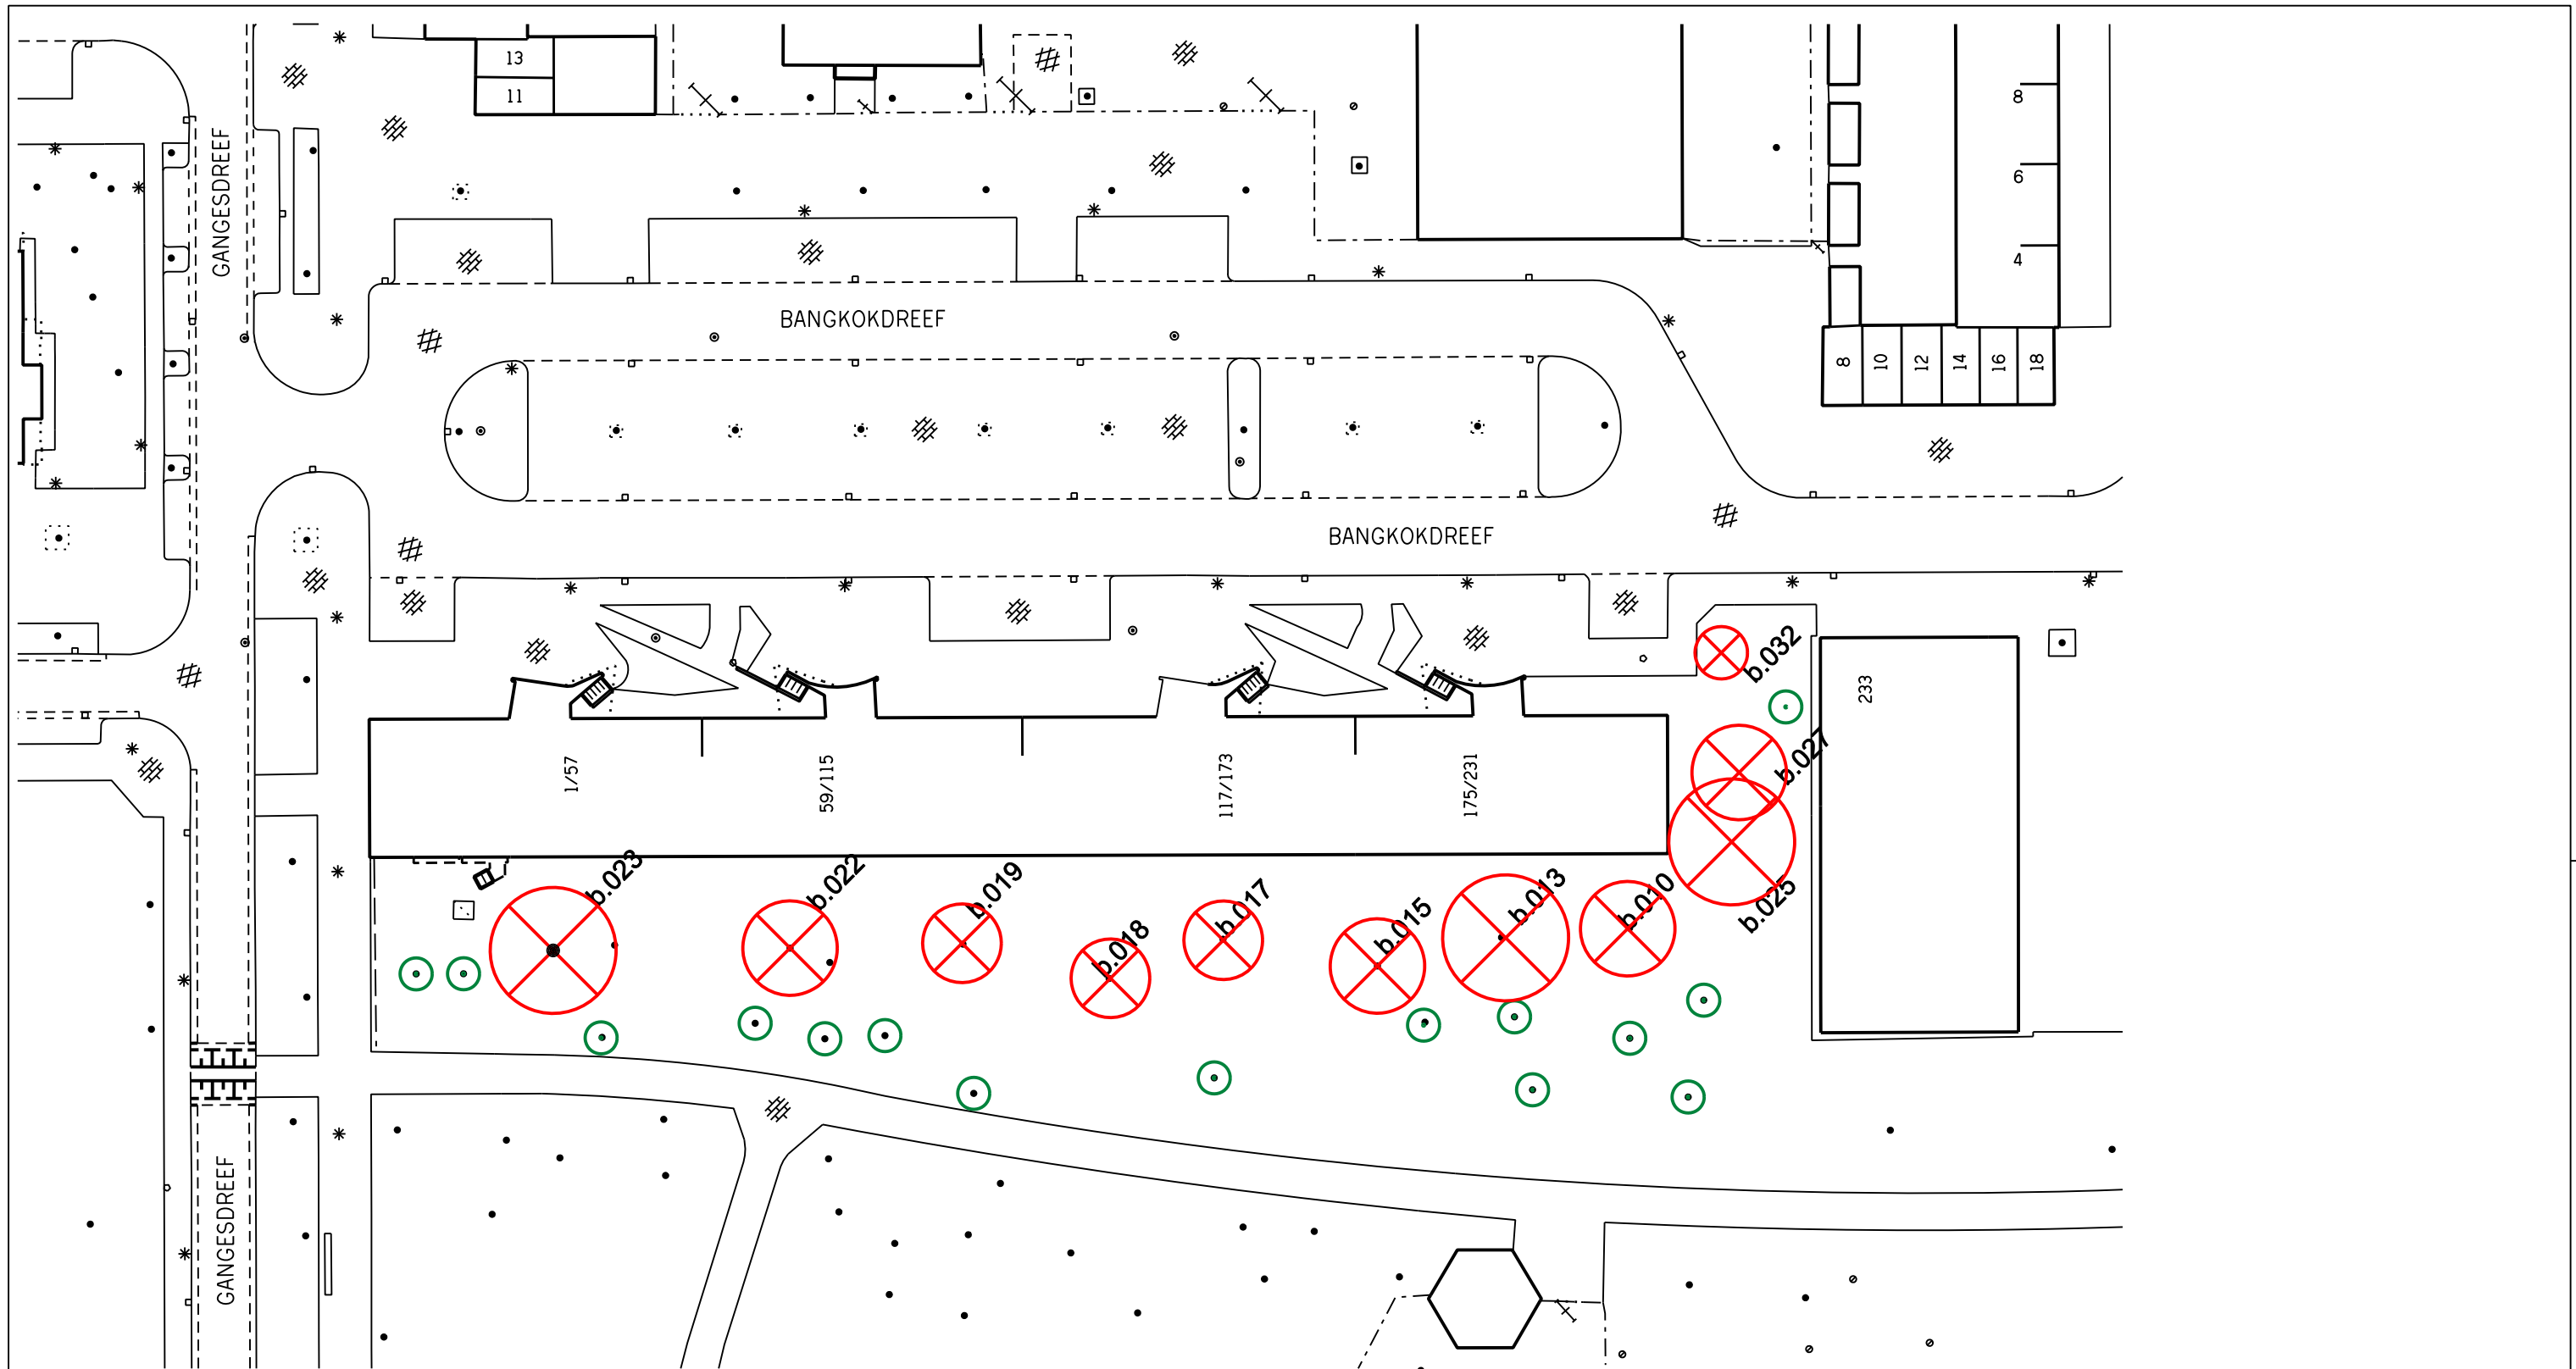 13
11
GANGESDREEF
8
6
4
BANGKOKDREEF
8
10
12
14
16
18
BANGKOKDREEF
b.032
233
b.027
1/57
59/115
117/173
175/231
b.023
b.022
b.019
b.018
b.017
b.015
b.013
b.010
b.025
GANGESDREEF